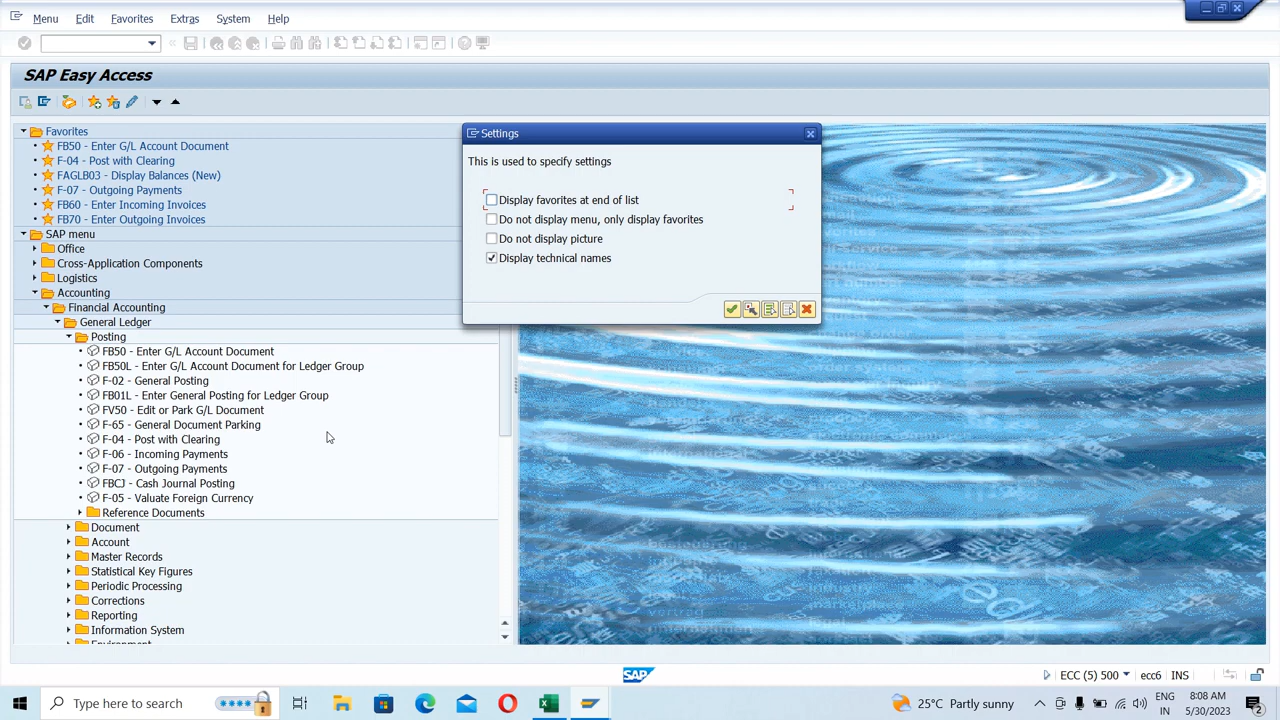 Menu Edit Favorites Extras System Help
SAP Easy Access
Favorites
FB50 - Enter G/L Account Document
F-04 - Post with Clearing
FAGLB03 - Display Balances (New)
F-07 - Outgoing Payments
FB60 - Enter Incoming Invoices
FB70 - Enter Outgoing Invoices
SAP menu
Office
Cross-Application Components
Logistics
Accounting
Financial Accounting
General Ledger
Posting
FB50 - Enter G/L Account Document
FB50L - Enter G/L Account Document for Ledger Group
F-02 - General Posting
FB01L - Enter General Posting for Ledger Group
FV50 - Edit or Park G/L Document
F-65 - General Document Parking
F-04 - Post with Clearing
F-06 - Incoming Payments
F-07 - Outgoing Payments
FBCJ - Cash Journal Posting
F-05 - Valuate Foreign Currency
Reference Documents
Document
Account
Master Records
Statistical Key Figures
Periodic Processing
Corrections
Reporting
Information System
Environment
Settings
This is used to specify settings
Display favorites at end of list
Do not display menu, only display favorites
Do not display picture
Display technical names
SAP
ECC (5) 500 ecc6 INS
Type here to search
25°C Partly sunny
ENG
IN
8:08 AM
5/30/2023
2